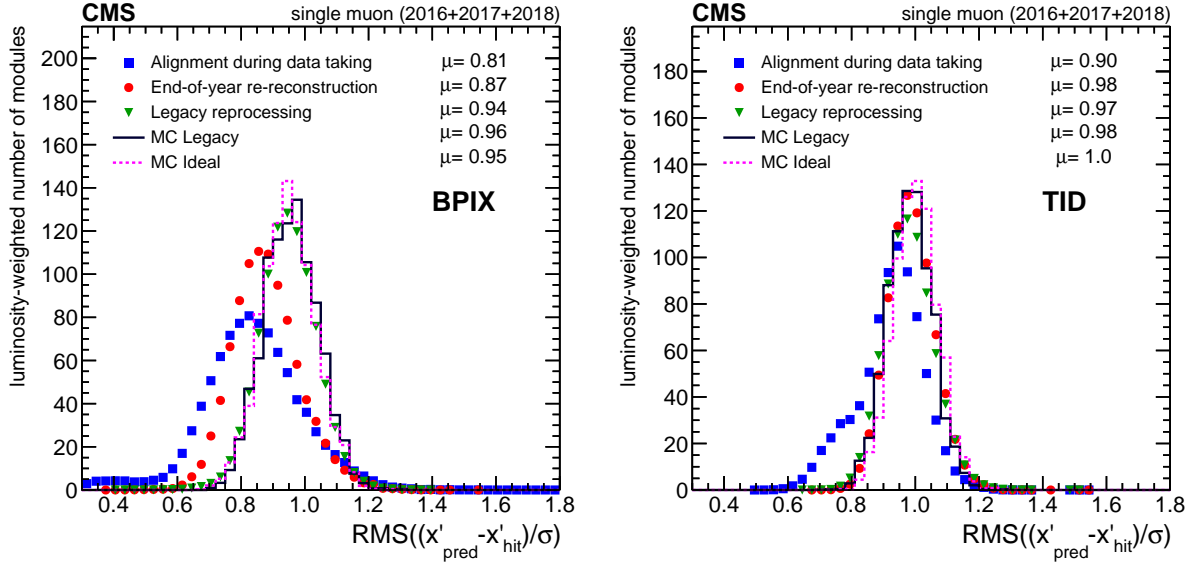 CMS single muon (2016+2017+2018)
luminosity-weighted number of modules
Alignment during data taking μ= 0.81
End-of-year re-reconstruction μ= 0.87
Legacy reprocessing μ= 0.94
MC Legacy μ= 0.96
MC Ideal μ= 0.95
BPIX
200
180
160
140
120
100
80
60
40
20
0
0.4 0.6 0.8 1.0 1.2 1.4 1.6 1.8
RMS((x'pred-x'hit)/σ)
CMS single muon (2016+2017+2018)
luminosity-weighted number of modules
Alignment during data taking μ= 0.90
End-of-year re-reconstruction μ= 0.98
Legacy reprocessing μ= 0.97
MC Legacy μ= 0.98
MC Ideal μ= 1.0
TID
180
160
140
120
100
80
60
40
20
0
0.4 0.6 0.8 1.0 1.2 1.4 1.6 1.8
RMS((x'pred-x'hit)/σ)